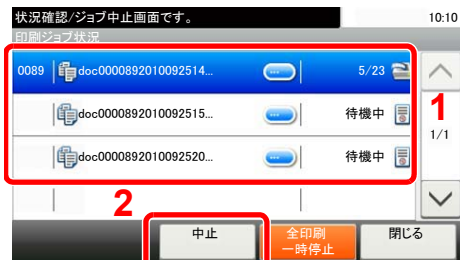 状況確認/ジョブ中止画面です。 10:10
印刷ジョブ状況
0089 doc0000892010092514... 5/23
1
doc0000892010092515... 待機中
1/1
doc0000892010092520... 待機中
2
中止 全印刷 一時停止 閉じる